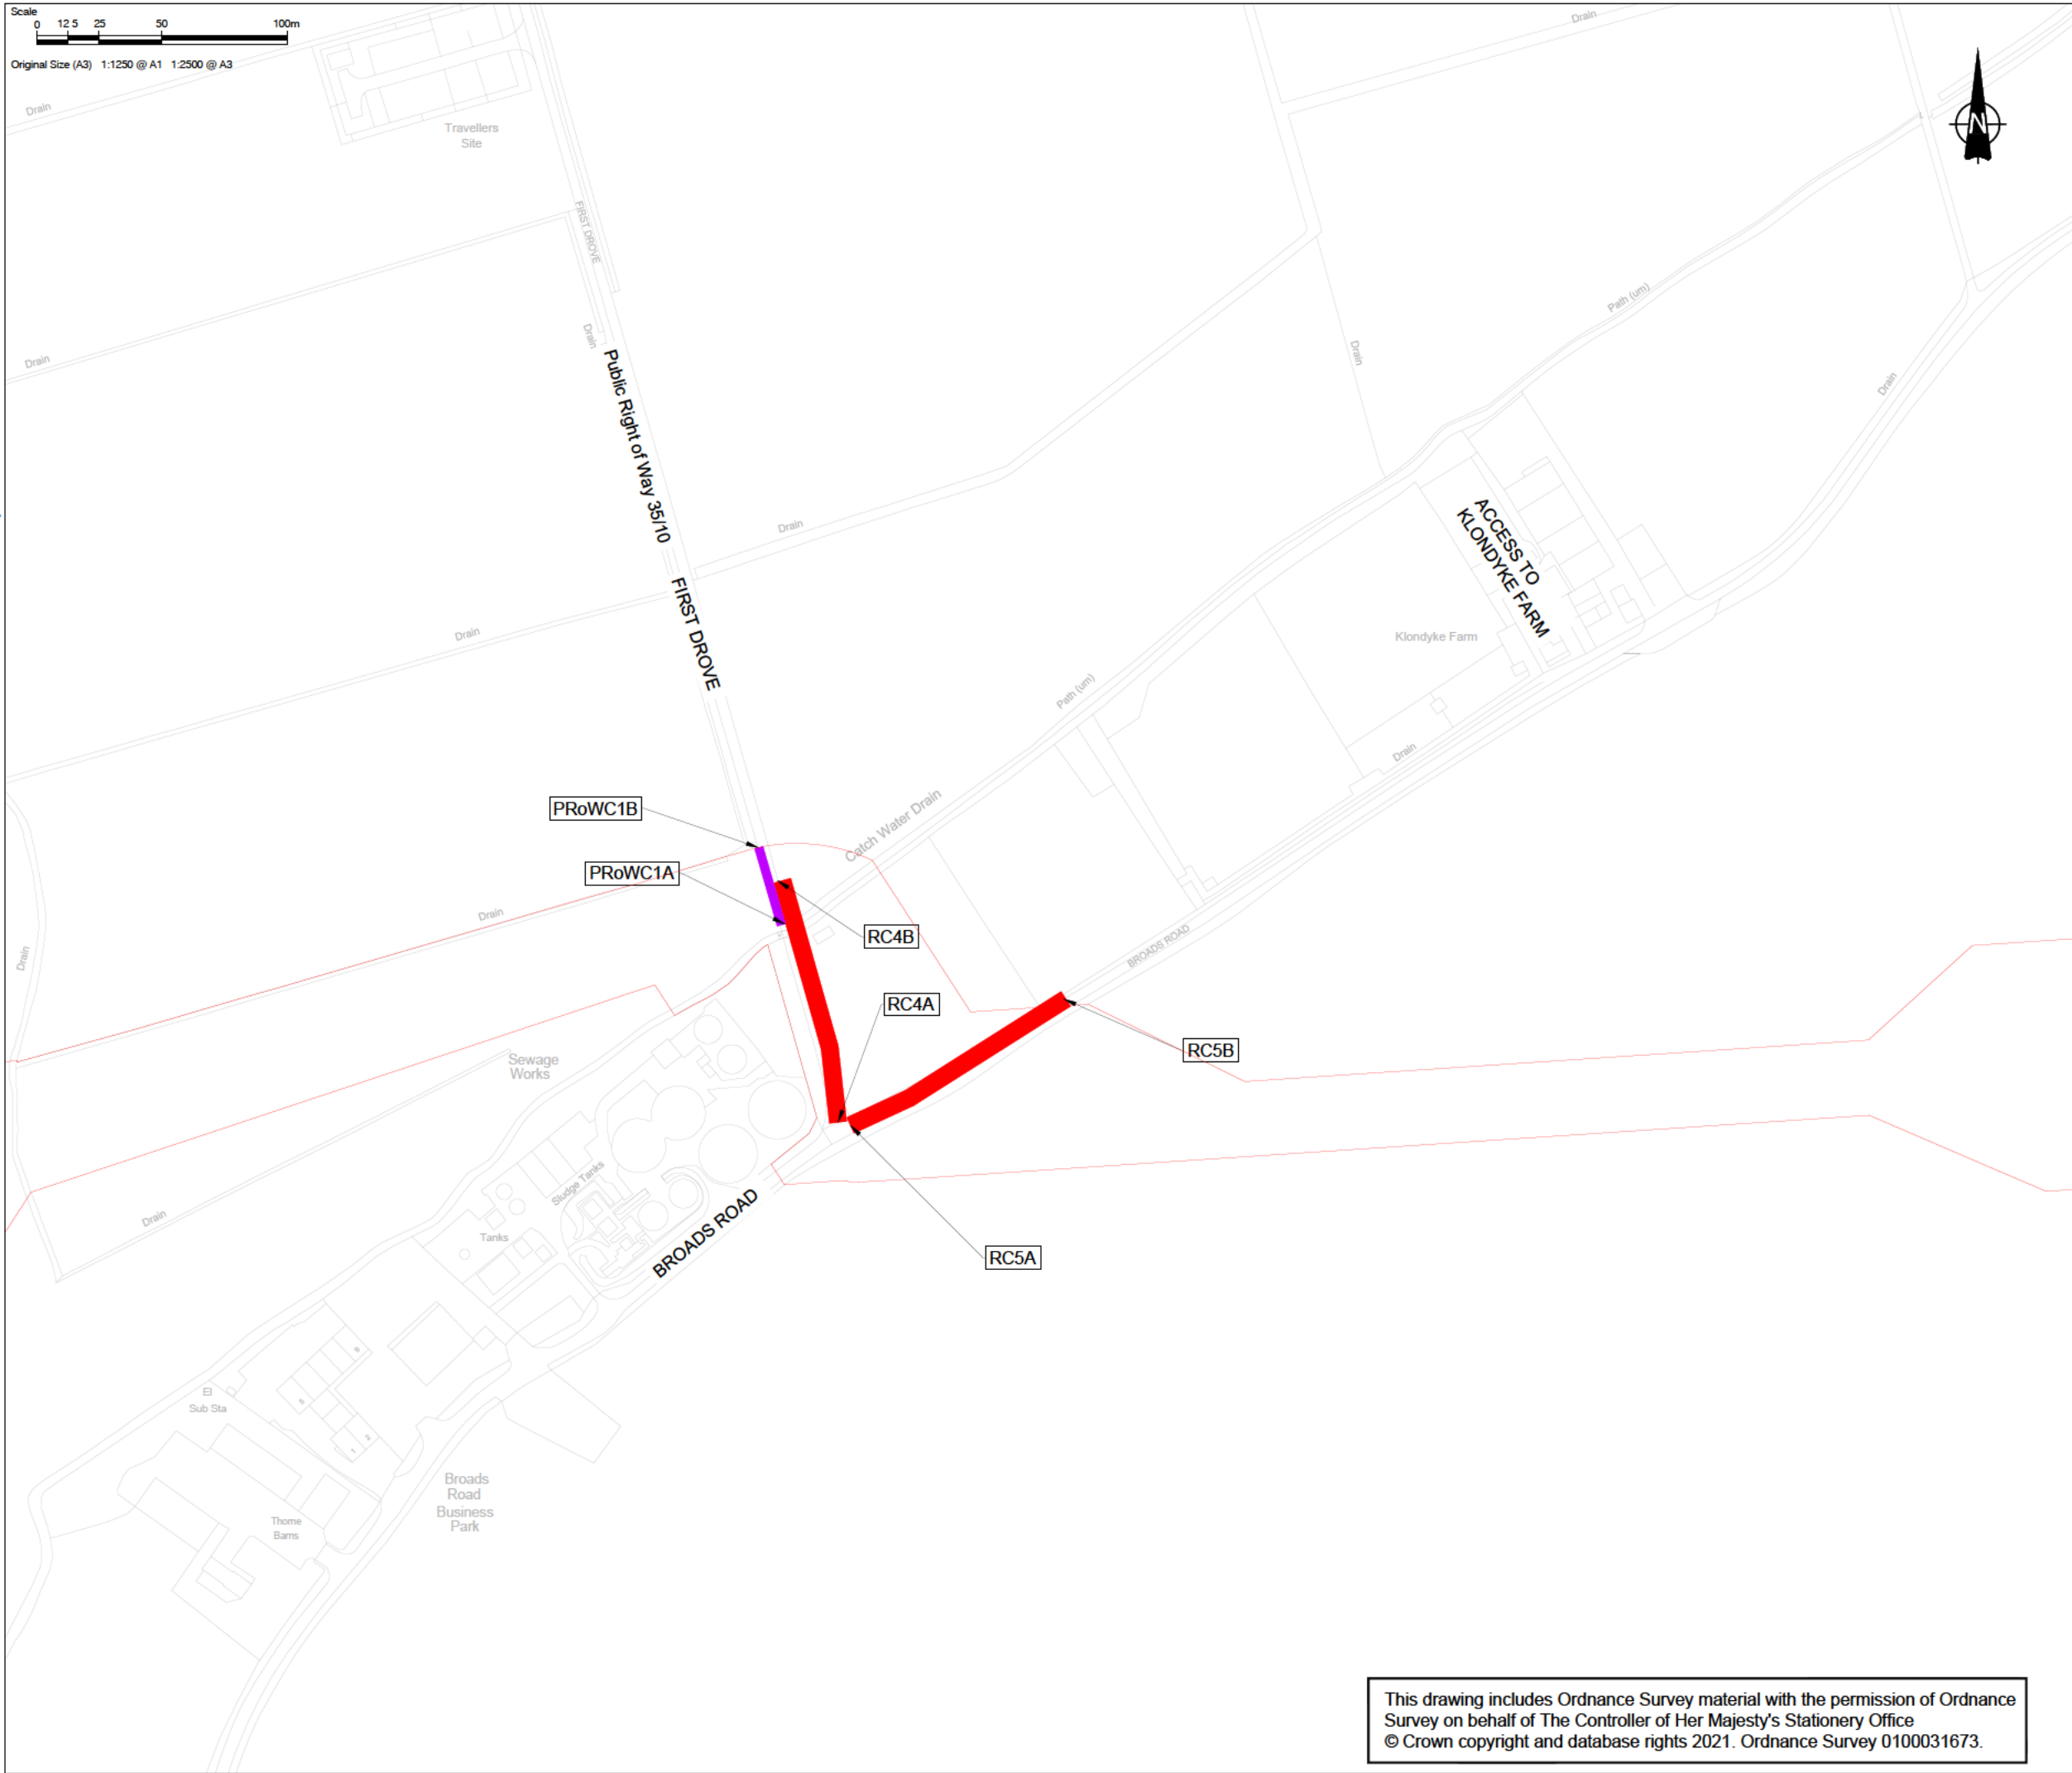 Scale
0 12 5 25 50 100m
Original Size (A3) 1:1250 @ A1 1:2500 @ A3
Drain
Drain
Travellers
Site
N
FIRST DROVE
Drain
Drain
Public Right of Way 35/10
Path (um)
Drain
Drain
Drain
ACCESS TO
KLONDYKE FARM
FIRST DROVE
Drain
Klondyke Farm
Path (um)
Drain
PRoWC1B
Catch Water Drain
PRoWC1A
Drain
RC4B
BROADS ROAD
Drain
RC4A
RC5B
Sewage
Works
Sludge Tanks
Drain
Tanks
BROADS ROAD
RC5A
8
5
2
1
El
Sub Sta
Broads
Road
Business
Park
Thorne
Barns
This drawing includes Ordnance Survey material with the permission of Ordnance
Survey on behalf of The Controller of Her Majesty's Stationery Office
© Crown copyright and database rights 2021. Ordnance Survey 0100031673.